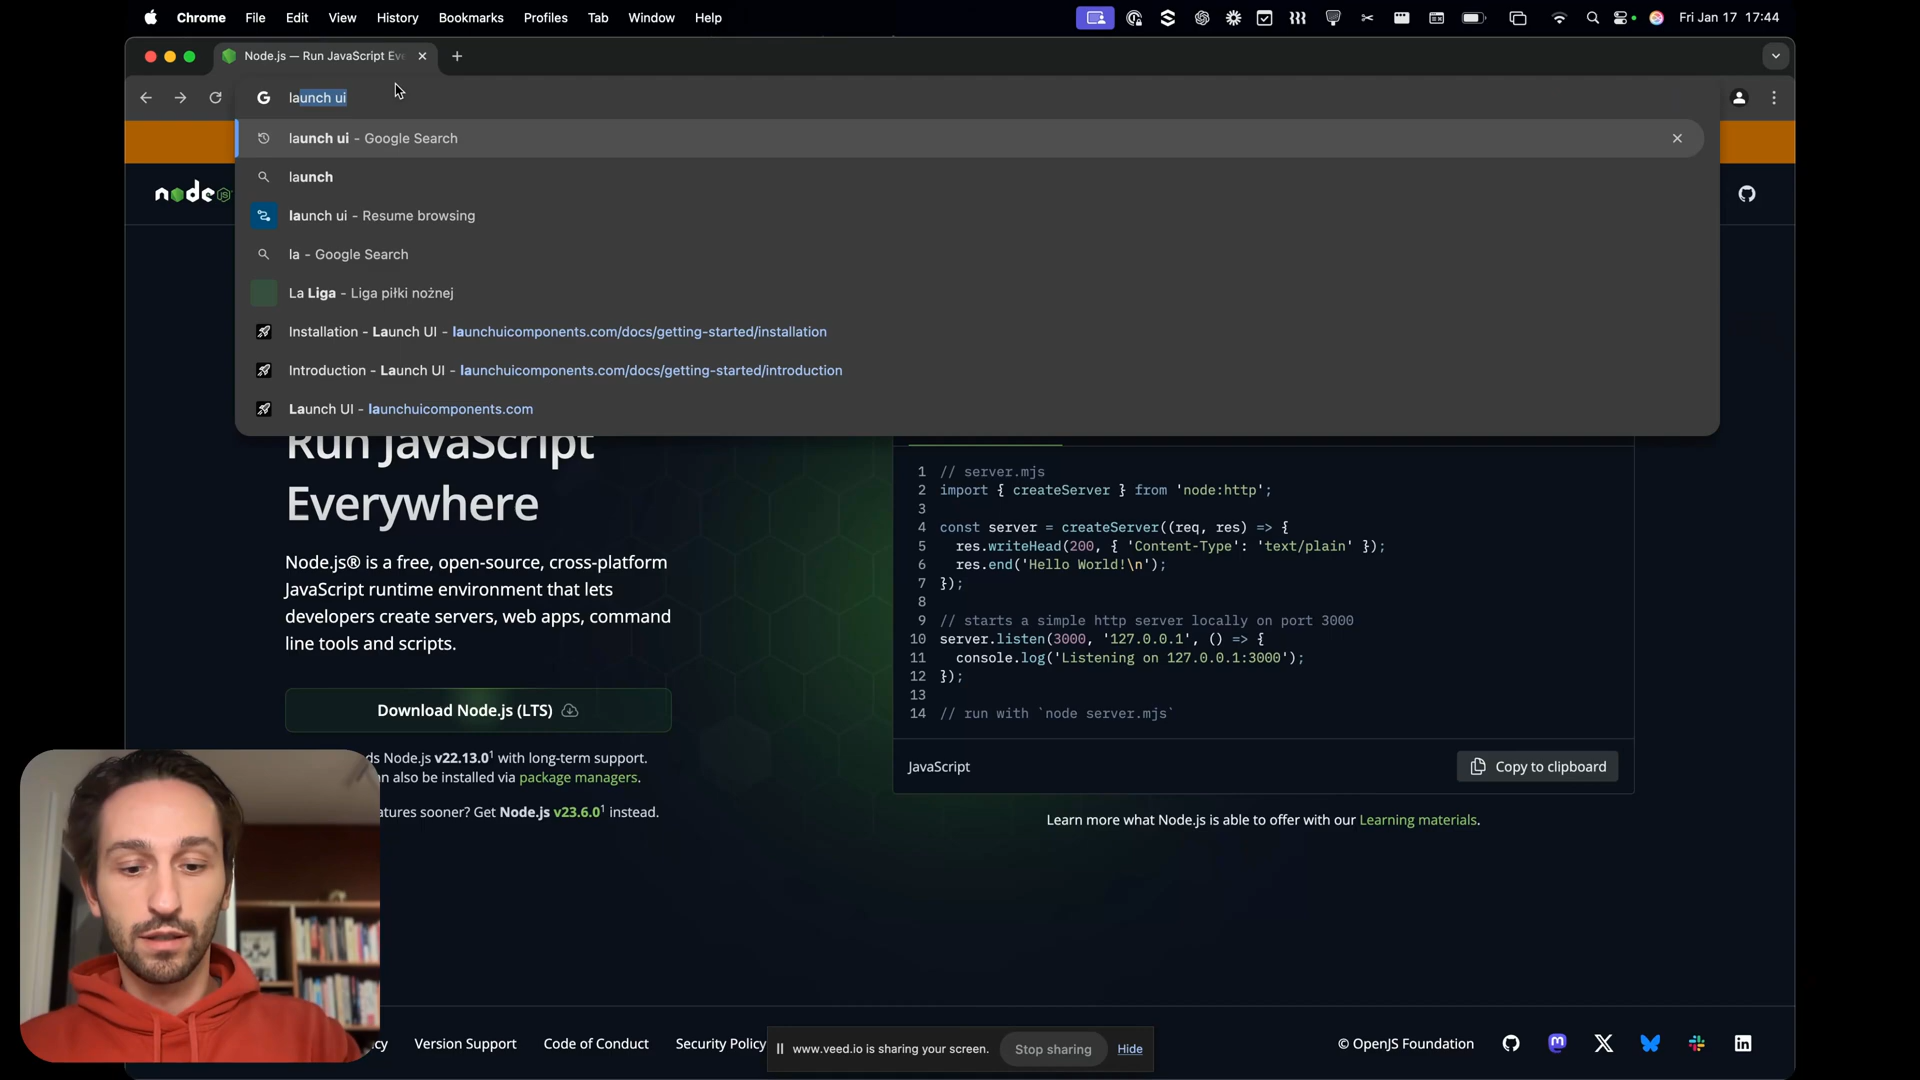 Chrome File Edit View History Bookmarks Profiles Tab Window Help
Fri Jan 17 17:44
Node.js — Run JavaScript Ev
launch ui
launch ui - Google Search
launch
launch ui - Resume browsing
la - Google Search
La Liga - Liga piłki nożnej
Installation - Launch UI - launchuicomponents.com/docs/getting-started/installation
Introduction - Launch UI - launchuicomponents.com/docs/getting-started/introduction
Launch UI - launchuicomponents.com
node JS
Run JavaScript
Everywhere
Node.js® is a free, open-source, cross-platform
JavaScript runtime environment that lets
developers create servers, web apps, command
line tools and scripts.
Download Node.js (LTS)
ds Node.js v22.13.0¹ with long-term support.
n also be installed via package managers.
atures sooner? Get Node.js v23.6.0¹ instead.
1 // server.mjs
2 import { createServer } from 'node:http';
3
4 const server = createServer((req, res) => {
5 res.writeHead(200, { 'Content-Type': 'text/plain' });
6 res.end('Hello World!\n');
7 });
8
9 // starts a simple http server locally on port 3000
10 server.listen(3000, '127.0.0.1', () => {
11 console.log('Listening on 127.0.0.1:3000');
12 });
13
14 // run with `node server.mjs`
JavaScript
Copy to clipboard
Learn more what Node.js is able to offer with our Learning materials.
cy Version Support Code of Conduct Security Policy
www.veed.io is sharing your screen. Stop sharing Hide
© OpenJS Foundation